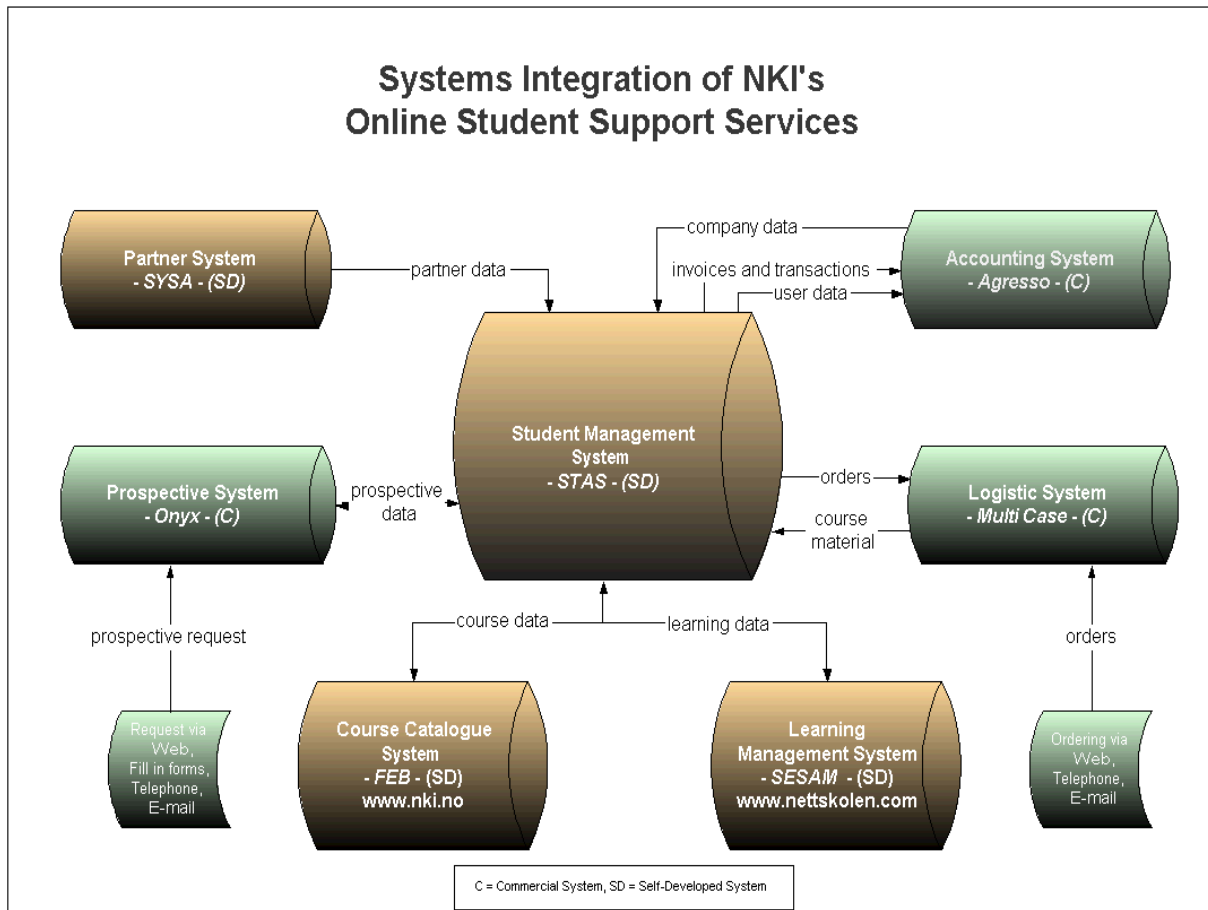 Systems Integration of NKI's
Online Student Support Services
Partner System
- SYSA - (SD)
partner data
company data
invoices and transactions
user data
Accounting System
- Agresso - (C)
Student Management
System
- STAS - (SD)
Prospective System
- Onyx - (C)
prospective
data
orders
course
material
Logistic System
- Multi Case - (C)
prospective request
course data
learning data
orders
Request via
Web,
Fill in forms,
Telephone,
E-mail
Course Catalogue
System
- FEB - (SD)
www.nki.no
Learning
Management System
- SESAM - (SD)
www.nettskolen.com
Ordering via
Web,
Telephone,
E-mail
C = Commercial System, SD = Self-Developed System